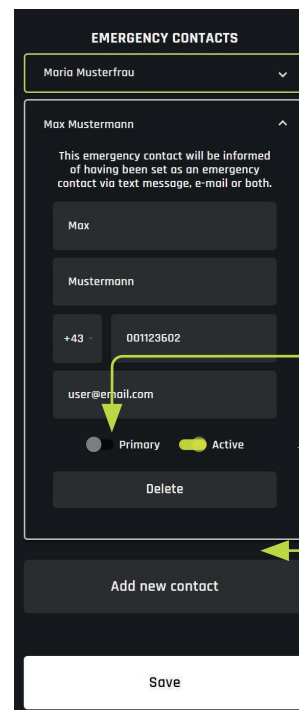 EMERGENCY CONTACTS
Maria Musterfrau
Max Mustermann
This emergency contact will be informed
of having been set as an emergency
contact via text message, e-mail or both.
Max
Mustermann
+43 001123602
user@email.com
Primary Active
Delete
Add new contact
Save